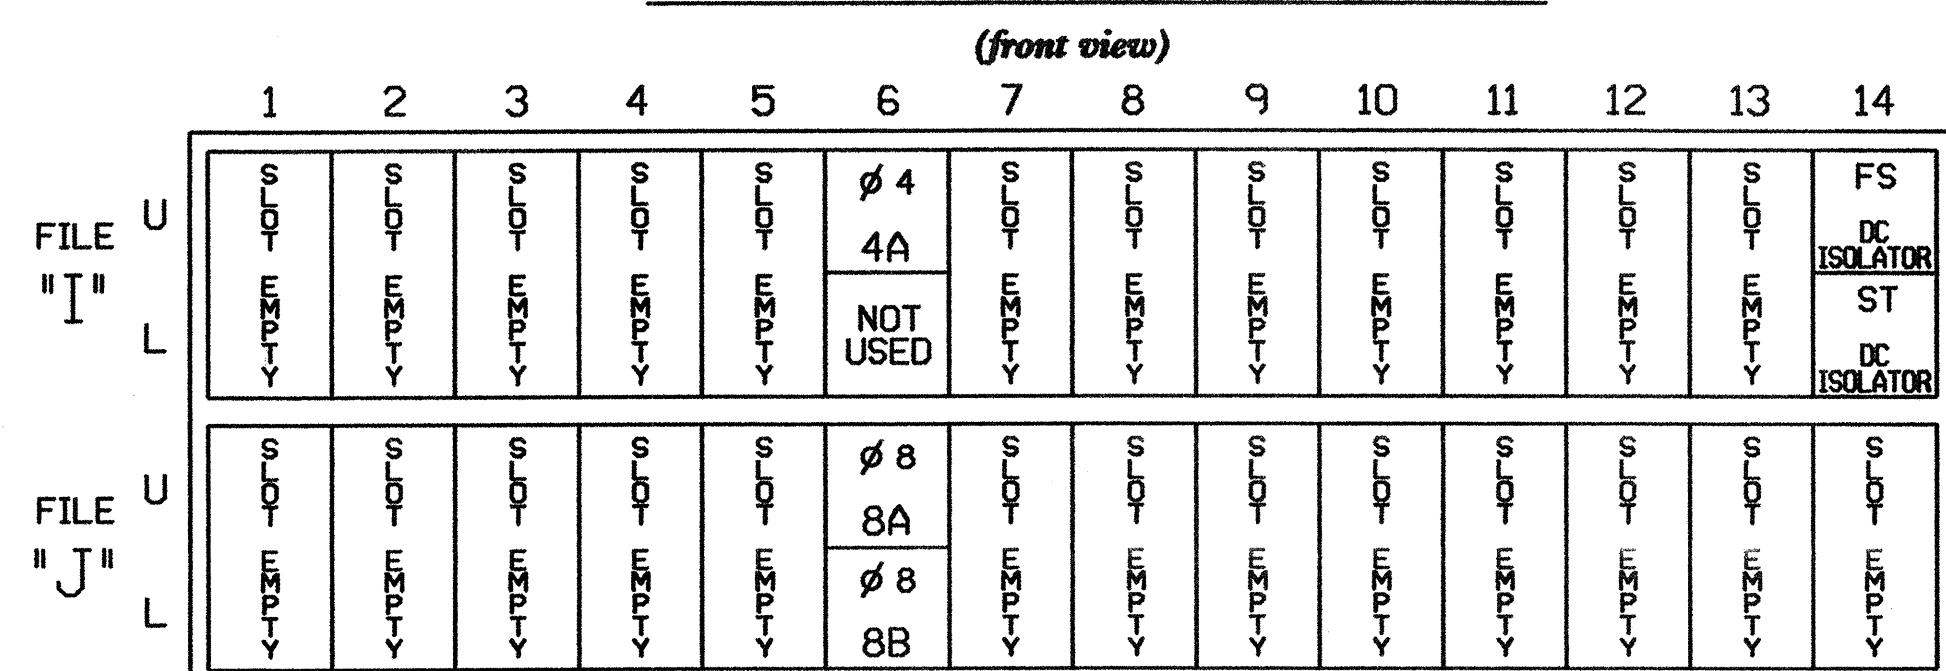 (front view)
1 2 3 4 5 6 7 8 9 10 11 12 13 14
FILE "I"
U
L
SLOT EMPTY
SLOT EMPTY
SLOT EMPTY
SLOT EMPTY
SLOT EMPTY
Ø 4
4A
NOT
USED
SLOT EMPTY
SLOT EMPTY
SLOT EMPTY
SLOT EMPTY
SLOT EMPTY
SLOT EMPTY
SLOT EMPTY
FS
DC
ISOLATOR
ST
DC
ISOLATOR
FILE "J"
U
L
SLOT EMPTY
SLOT EMPTY
SLOT EMPTY
SLOT EMPTY
SLOT EMPTY
Ø 8
8A
Ø 8
8B
SLOT EMPTY
SLOT EMPTY
SLOT EMPTY
SLOT EMPTY
SLOT EMPTY
SLOT EMPTY
SLOT EMPTY
SLOT EMPTY